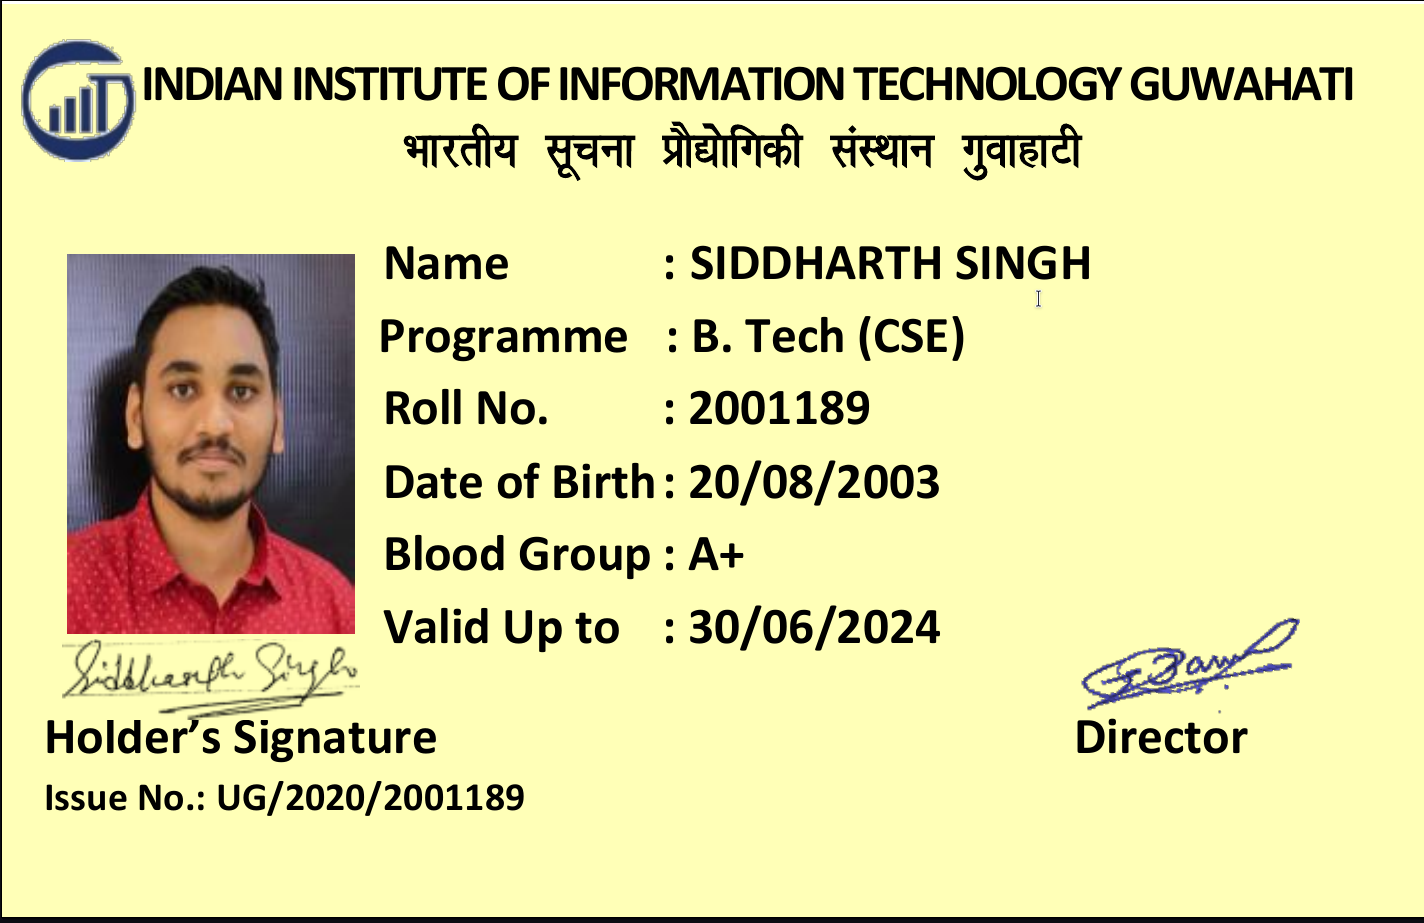 INDIAN INSTITUTE OF INFORMATION TECHNOLOGY GUWAHATI
भारतीय सूचना प्रौद्योगिकी संस्थान गुवाहाटी
Name : SIDDHARTH SINGH
Programme : B. Tech (CSE)
Roll No. : 2001189
Date of Birth : 20/08/2003
Blood Group : A+
Valid Up to : 30/06/2024
Siddharth Singh
Holder’s Signature
Director
Issue No.: UG/2020/2001189